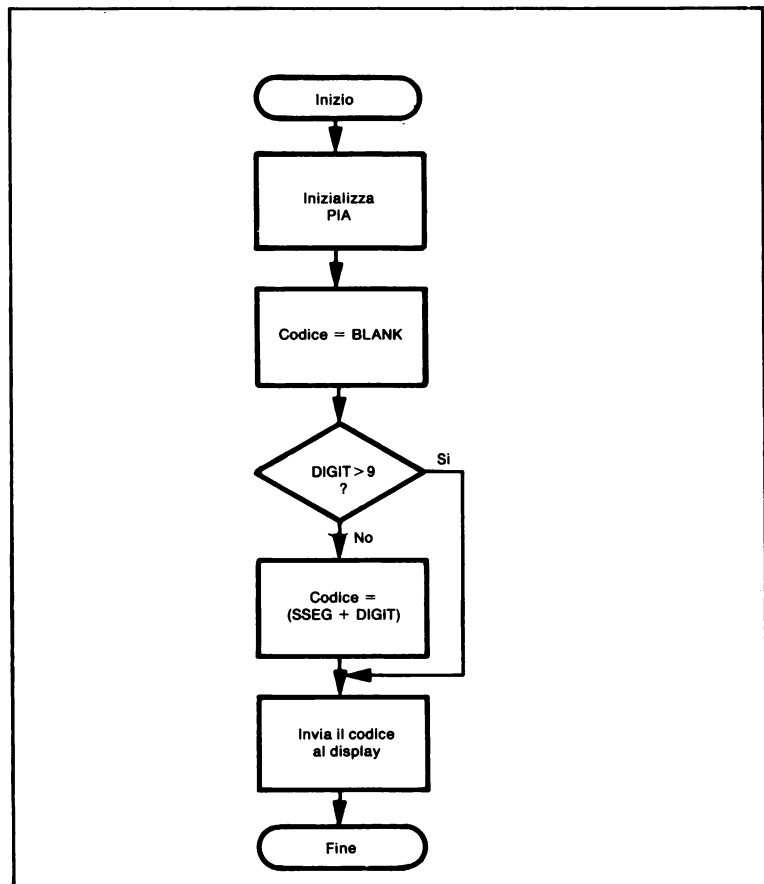 Inizio
Inizializza
PIA
Codice = BLANK
DIGIT > 9
?
Si
No
Codice =
(SSEG + DIGIT)
Invia il codice
al display
Fine